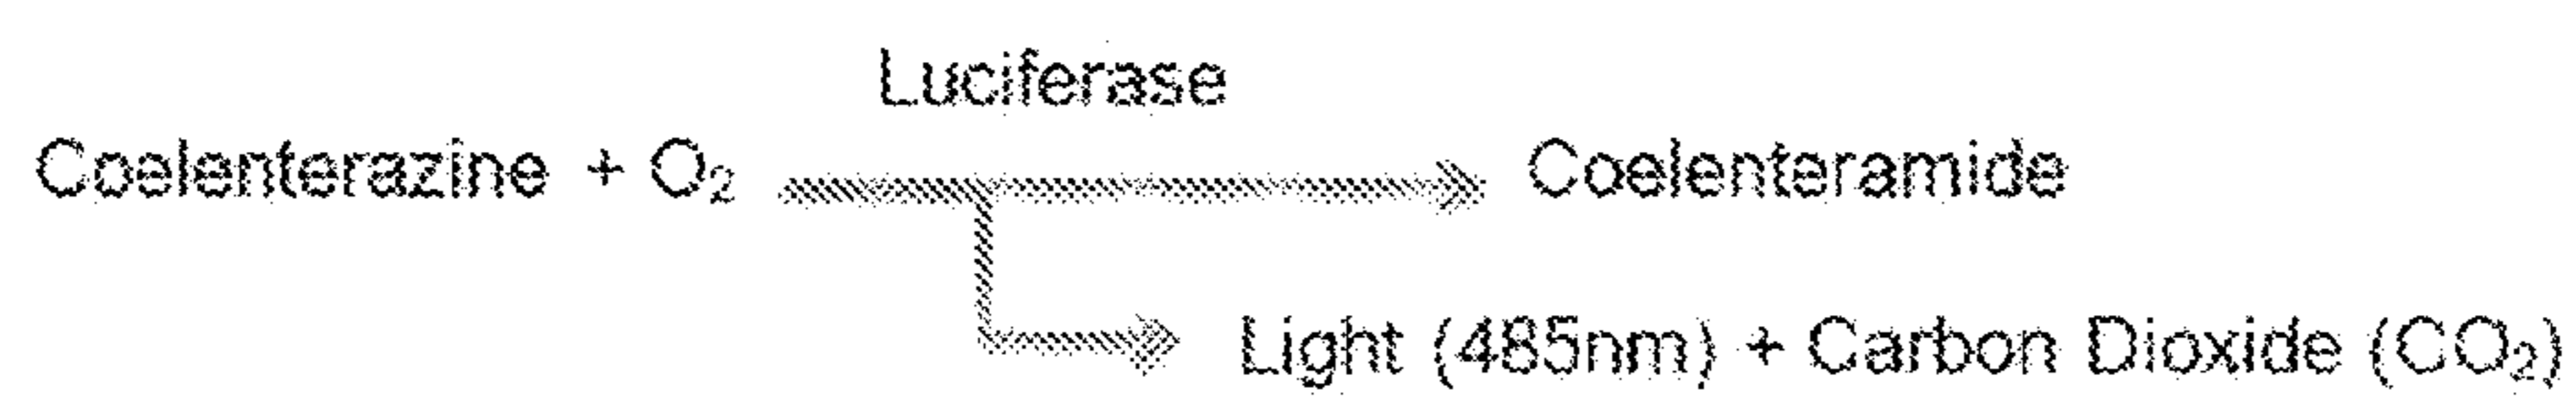 Luciferase
Coelenterazine + O₂ Coelenteramide
Light (485nm) + Carbon Dioxide (CO₂)